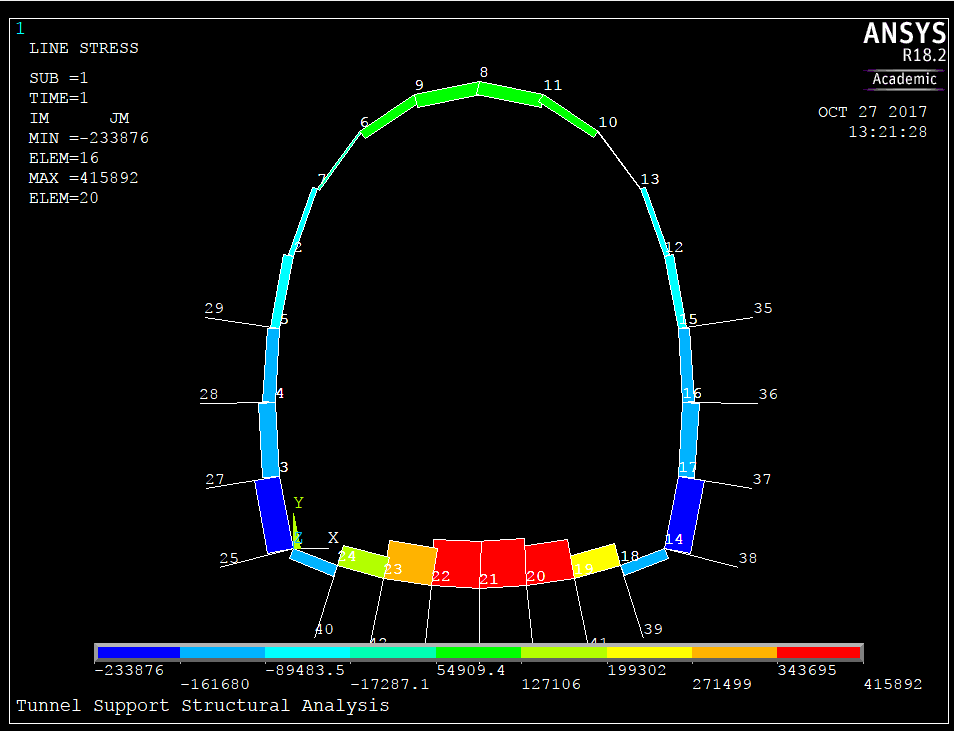 1
ANSYS
R18.2
Academic
LINE STRESS
SUB =1
TIME=1
IM JM
MIN =-233876
ELEM=16
MAX =415892
ELEM=20
OCT 27 2017
13:21:28
8
9 11
6 10
7 13
2 12
29 5 15 35
28 4 16 36
27 3 17 37
Y
Z X
25 14 38
24 18
23 19
22 21 20
40 39
42 41
-233876 -89483.5 54909.4 199302 343695
-161680 -17287.1 127106 271499 415892
Tunnel Support Structural Analysis